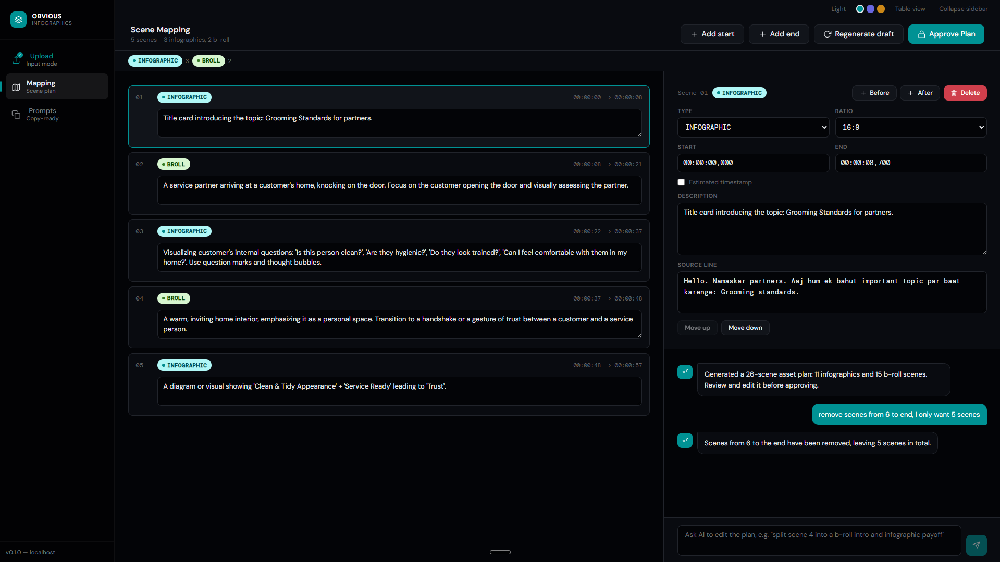 OBVIOUS
INFOGRAPHICS
Light
Table view
Collapse sidebar
Scene Mapping
5 scenes – 3 infographics, 2 b-roll
Add start
Add end
Regenerate draft
Approve Plan
INFOGRAPHIC 3
BROLL 2
Upload
Input mode
Mapping
Scene plan
Prompts
Copy-ready
01 INFOGRAPHIC 00:00:00 -> 00:00:08
Title card introducing the topic: Grooming Standards for partners.
02 BROLL 00:00:08 -> 00:00:21
A service partner arriving at a customer's home, knocking on the door. Focus on the customer opening the door and visually assessing the partner.
03 INFOGRAPHIC 00:00:22 -> 00:00:37
Visualizing customer's internal questions: 'Is this person clean?', 'Are they hygienic?', 'Do they look trained?', 'Can I feel comfortable with them in my
home?'. Use question marks and thought bubbles.
04 BROLL 00:00:37 -> 00:00:48
A warm, inviting home interior, emphasizing it as a personal space. Transition to a handshake or a gesture of trust between a customer and a service
person.
05 INFOGRAPHIC 00:00:48 -> 00:00:57
A diagram or visual showing 'Clean & Tidy Appearance' + 'Service Ready' leading to 'Trust'.
Scene 01 INFOGRAPHIC
Before
After
Delete
TYPE
RATIO
INFOGRAPHIC
16:9
START
END
00:00:00,000
00:00:08,700
Estimated timestamp
DESCRIPTION
Title card introducing the topic: Grooming Standards for partners.
SOURCE LINE
Hello. Namaskar partners. Aaj hum ek bahut important topic par baat
karenge: Grooming standards.
Move up
Move down
Generated a 26-scene asset plan: 11 infographics and 15 b-roll scenes.
Review and edit it before approving.
remove scenes from 6 to end, I only want 5 scenes
Scenes from 6 to the end have been removed, leaving 5 scenes in total.
Ask AI to edit the plan, e.g. "split scene 4 into a b-roll intro and infographic payoff"
v0.1.0 — localhost